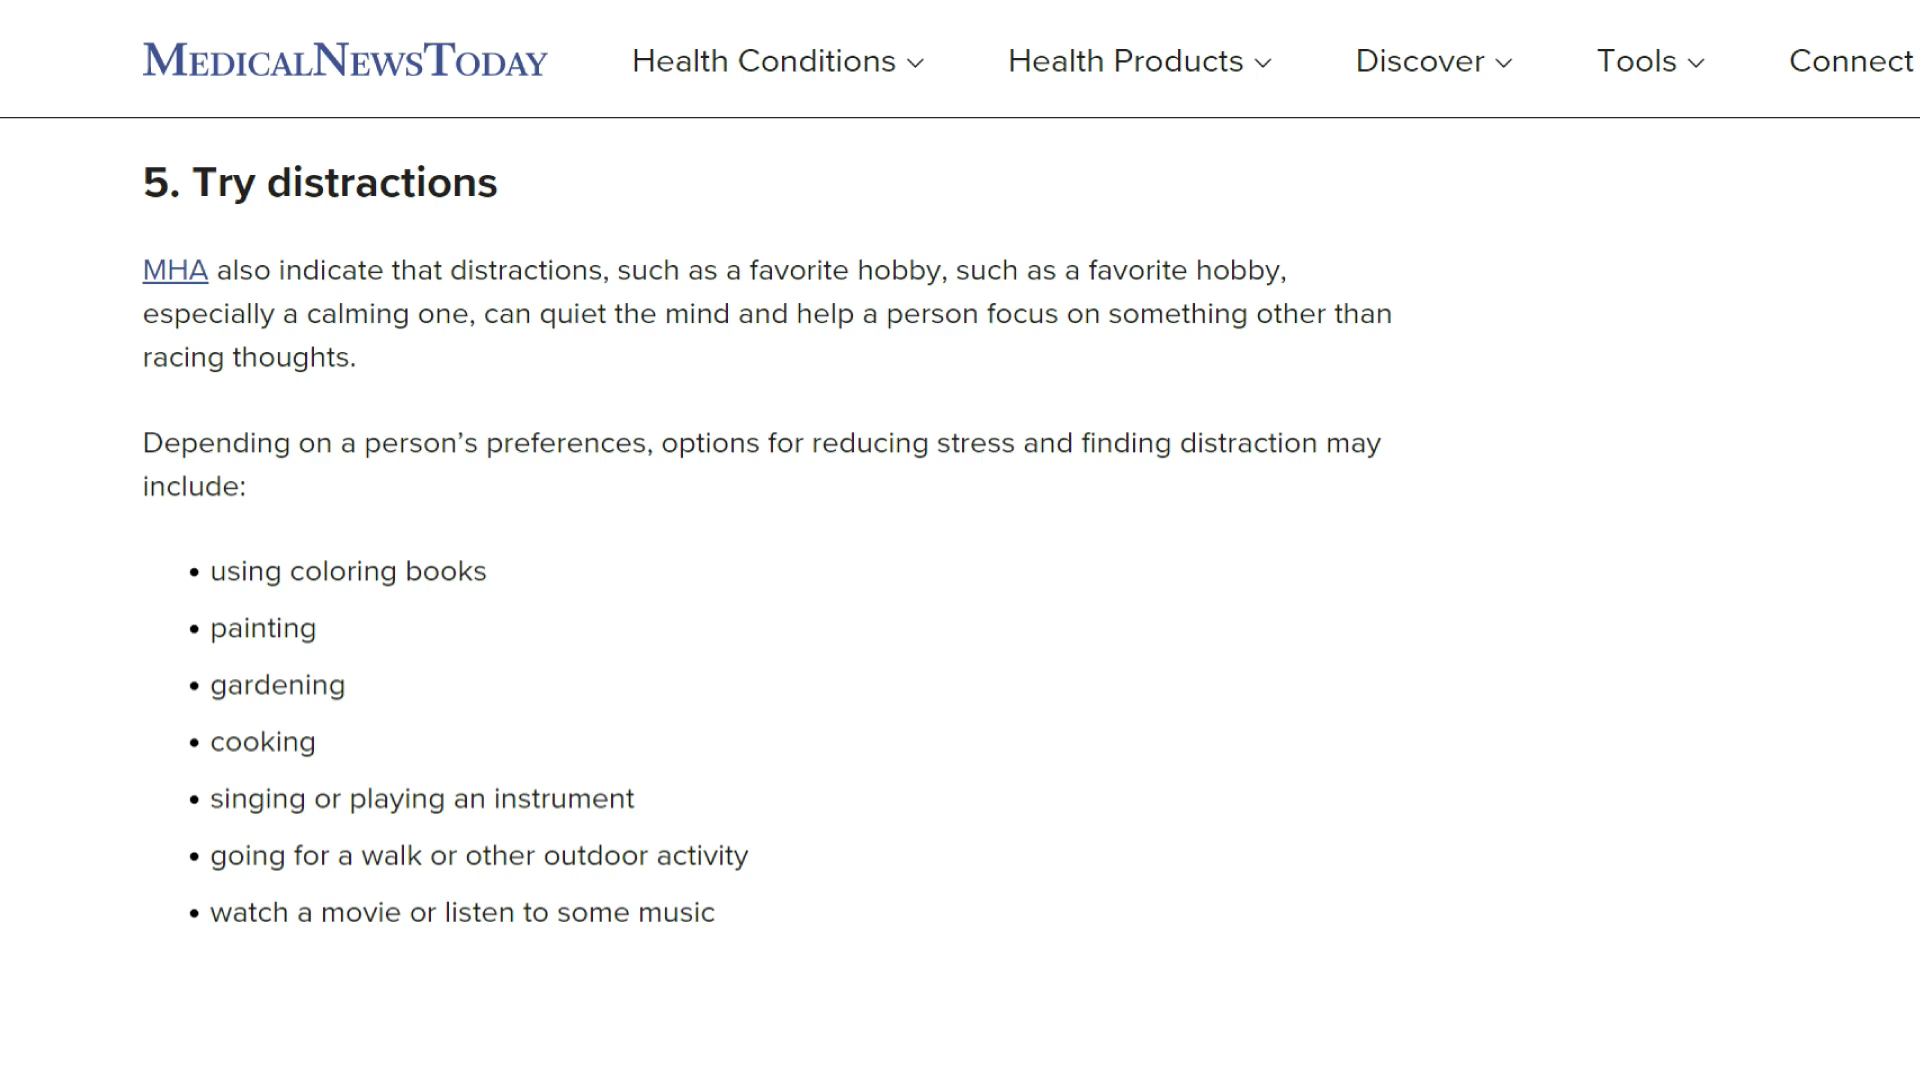 MEDICALNEWSTODAY Health Conditions Health Products Discover Tools Connect
5. Try distractions
MHA also indicate that distractions, such as a favorite hobby, such as a favorite hobby,
especially a calming one, can quiet the mind and help a person focus on something other than
racing thoughts.
Depending on a person’s preferences, options for reducing stress and finding distraction may
include:
• using coloring books
• painting
• gardening
• cooking
• singing or playing an instrument
• going for a walk or other outdoor activity
• watch a movie or listen to some music